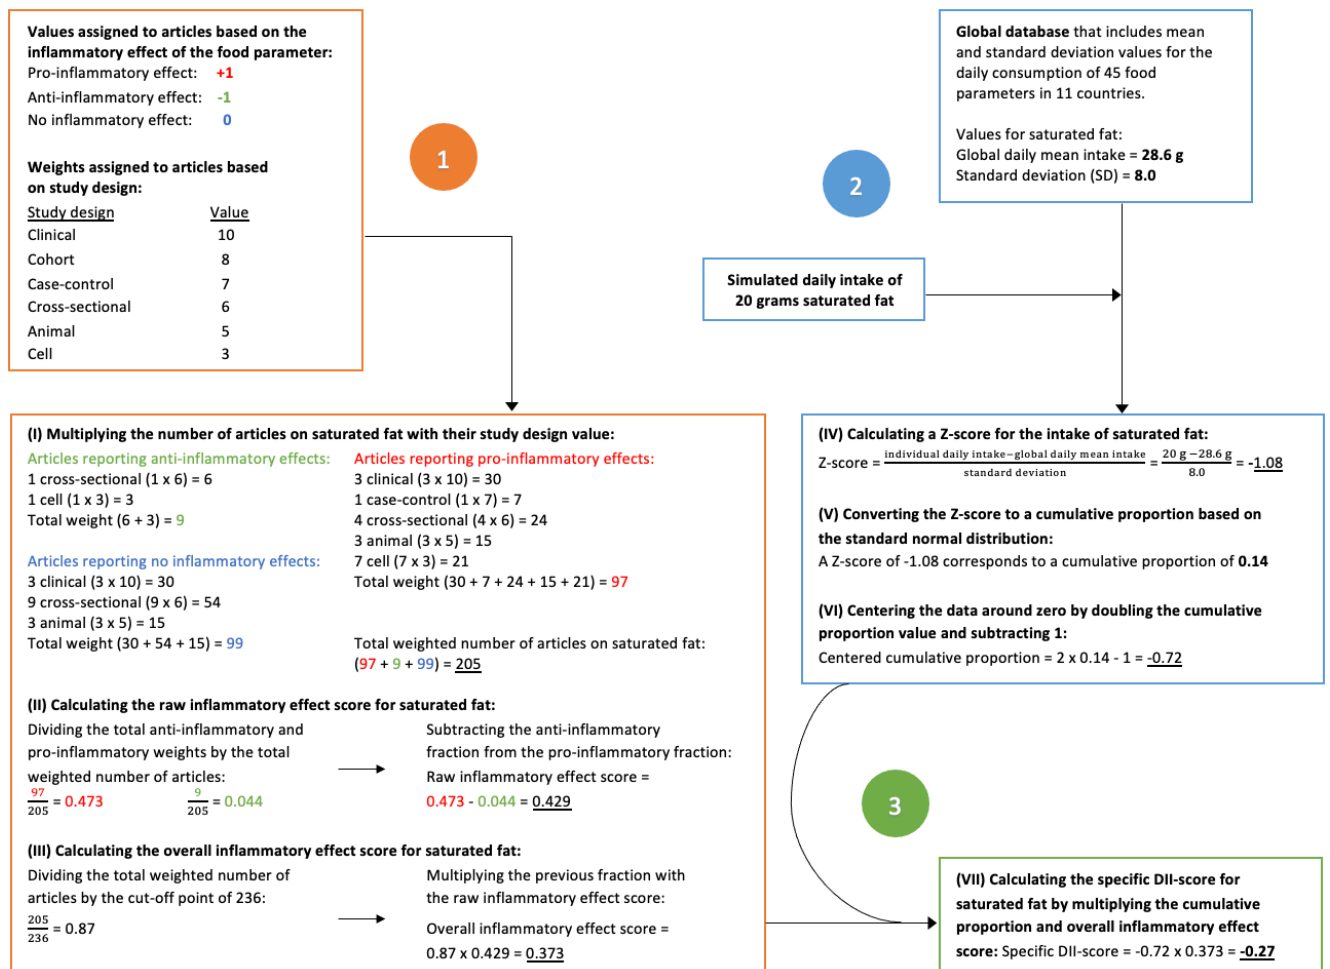 Values assigned to articles based on the
inflammatory effect of the food parameter:
Pro-inflammatory effect: +1
Anti-inflammatory effect: -1
No inflammatory effect: 0
Weights assigned to articles based
on study design:
Study design Value
Clinical 10
Cohort 8
Case-control 7
Cross-sectional 6
Animal 5
Cell 3
1
2
Global database that includes mean
and standard deviation values for the
daily consumption of 45 food
parameters in 11 countries.
Values for saturated fat:
Global daily mean intake = 28.6 g
Standard deviation (SD) = 8.0
Simulated daily intake of
20 grams saturated fat
(I) Multiplying the number of articles on saturated fat with their study design value:
Articles reporting anti-inflammatory effects:
1 cross-sectional (1 x 6) = 6
1 cell (1 x 3) = 3
Total weight (6 + 3) = 9
Articles reporting no inflammatory effects:
3 clinical (3 x 10) = 30
9 cross-sectional (9 x 6) = 54
3 animal (3 x 5) = 15
Total weight (30 + 54 + 15) = 99
Articles reporting pro-inflammatory effects:
3 clinical (3 x 10) = 30
1 case-control (1 x 7) = 7
4 cross-sectional (4 x 6) = 24
3 animal (3 x 5) = 15
7 cell (7 x 3) = 21
Total weight (30 + 7 + 24 + 15 + 21) = 97
Total weighted number of articles on saturated fat:
(97 + 9 + 99) = 205
(II) Calculating the raw inflammatory effect score for saturated fat:
Dividing the total anti-inflammatory and
pro-inflammatory weights by the total
weighted number of articles:
97/205 = 0.473 9/205 = 0.044
Subtracting the anti-inflammatory
fraction from the pro-inflammatory fraction:
Raw inflammatory effect score =
0.473 - 0.044 = 0.429
(III) Calculating the overall inflammatory effect score for saturated fat:
Dividing the total weighted number of
articles by the cut-off point of 236:
205/236 = 0.87
Multiplying the previous fraction with
the raw inflammatory effect score:
Overall inflammatory effect score =
0.87 x 0.429 = 0.373
(IV) Calculating a Z-score for the intake of saturated fat:
Z-score = individual daily intake−global daily mean intake/standard deviation = 20 g −28.6 g/8.0 = -1.08
(V) Converting the Z-score to a cumulative proportion based on
the standard normal distribution:
A Z-score of -1.08 corresponds to a cumulative proportion of 0.14
(VI) Centering the data around zero by doubling the cumulative
proportion value and subtracting 1:
Centered cumulative proportion = 2 x 0.14 - 1 = -0.72
3
(VII) Calculating the specific DII-score for
saturated fat by multiplying the cumulative
proportion and overall inflammatory effect
score: Specific DII-score = -0.72 x 0.373 = -0.27